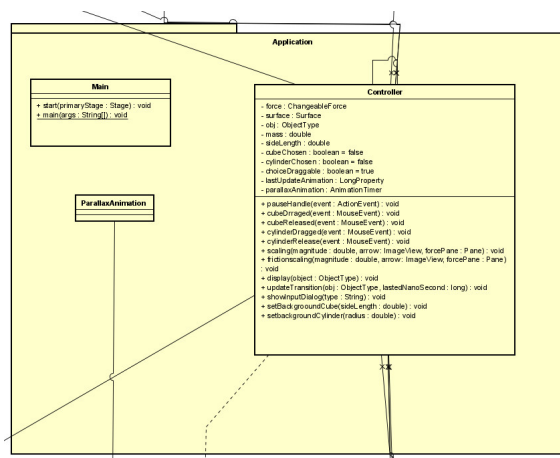 Application
Main
+ start(primaryStage : Stage) : void
+ main(args : String[]) : void
ParallaxAnimation
Controller
- force : ChangeableForce
- surface : Surface
- obj : ObjectType
- mass : double
- sideLength : double
- cubeChosen : boolean = false
- cylinderChosen : boolean = false
- choiceDraggable : boolean = true
- lastUpdateAnimation : LongProperty
- parallaxAnimation : AnimationTimer
+ pauseHandle(event : ActionEvent) : void
+ cubeDrraged(event : MouseEvent) : void
+ cubeReleased(event : MouseEvent) : void
+ cylinderDragged(event : MouseEvent) : void
+ cylinderRelease(event : MouseEvent) : void
+ scaling(magnitude : double, arrow : ImageView, forcePane : Pane) : void
+ frictionscaling(magnitude : double, arrow : ImageView, forcePane : Pane)
: void
+ display(object : ObjectType) : void
+ updateTransition(obj : ObjectType, lastedNanoSecond : long) : void
+ showInputDialog(type : String) : void
+ setBackgrooundCube(sideLength : double) : void
+ setbackgroundCylinder(radius : double) : void